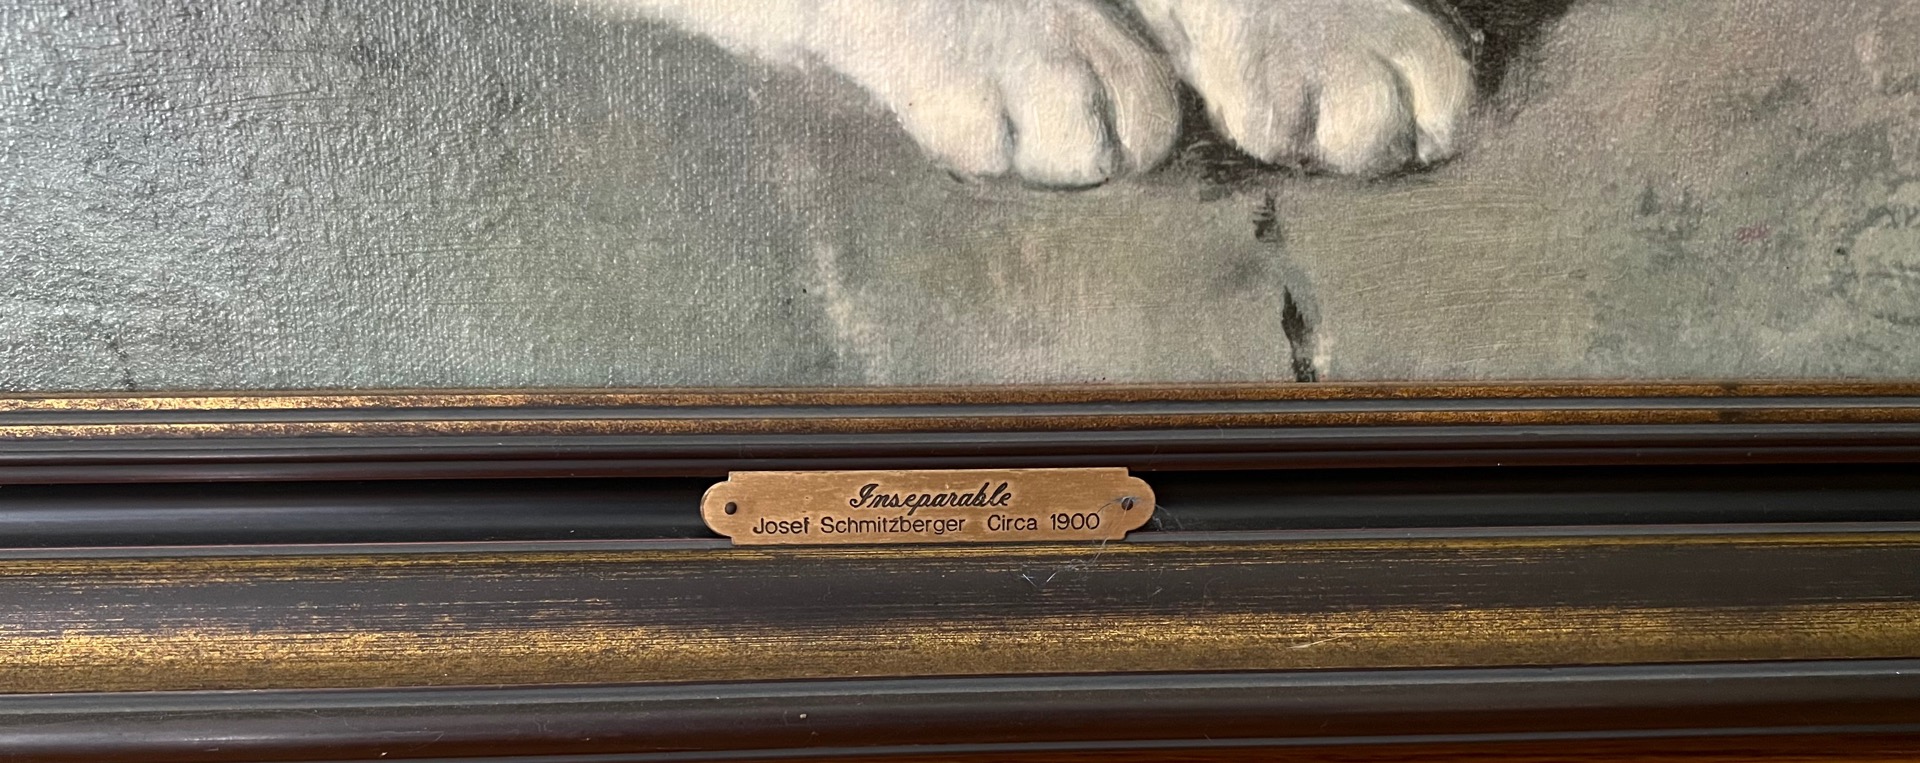 Inseparable
Josef Schmitzberger Circa 1900